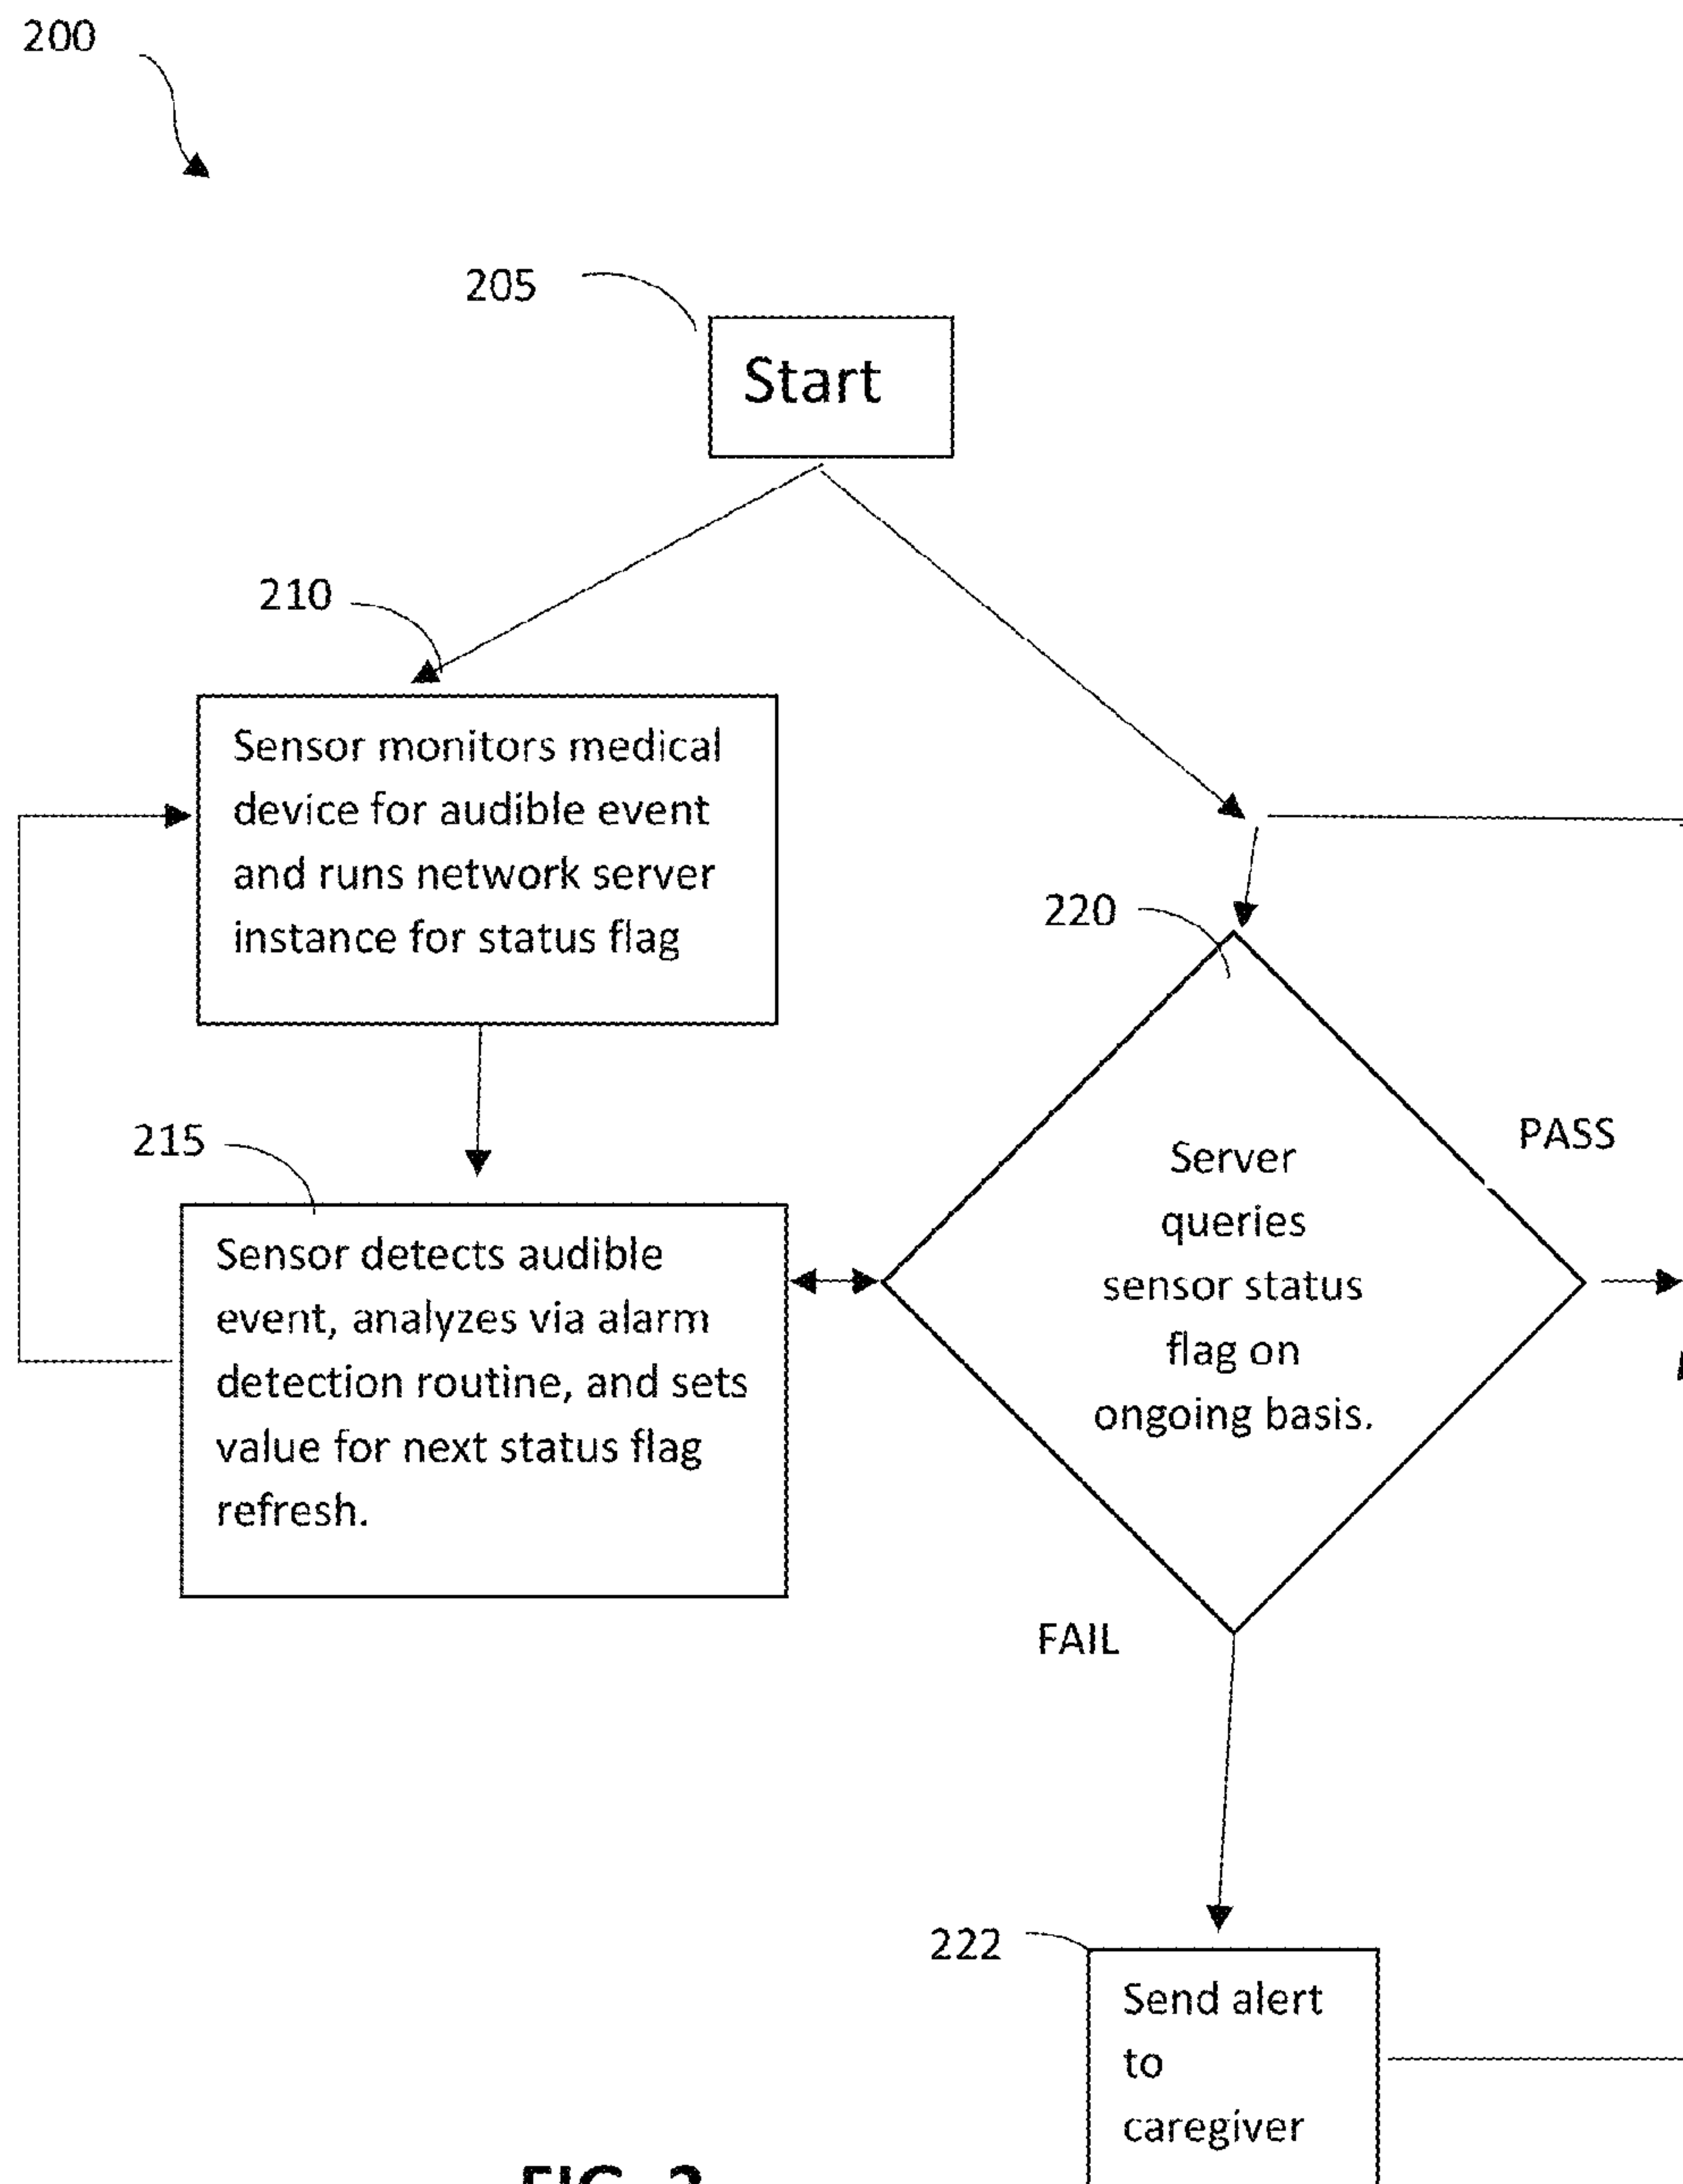 200
205
Start
210
Sensor monitors medical
device for audible event
and runs network server
instance for status flag
220
PASS
215
Sensor detects audible
event, analyzes via alarm
detection routine, and sets
value for next status flag
refresh.
Server
queries
sensor status
flag on
ongoing basis.
FAIL
222
Send alert
to
caregiver